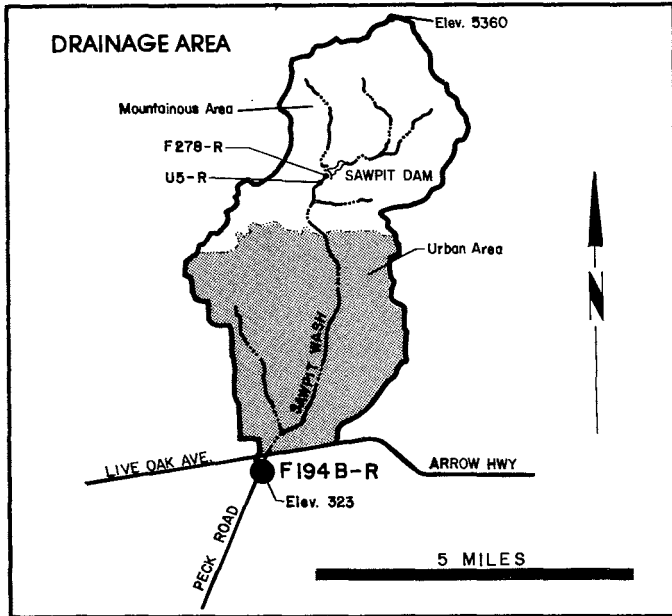 DRAINAGE AREA
Elev. 5360
Mountainous Area
F278-R
U5-R
SAWPIT DAM
Urban Area
N
SAWPIT WASH
LIVE OAK AVE.
ARROW HWY
F194B-R
Elev. 323
PECK ROAD
5 MILES